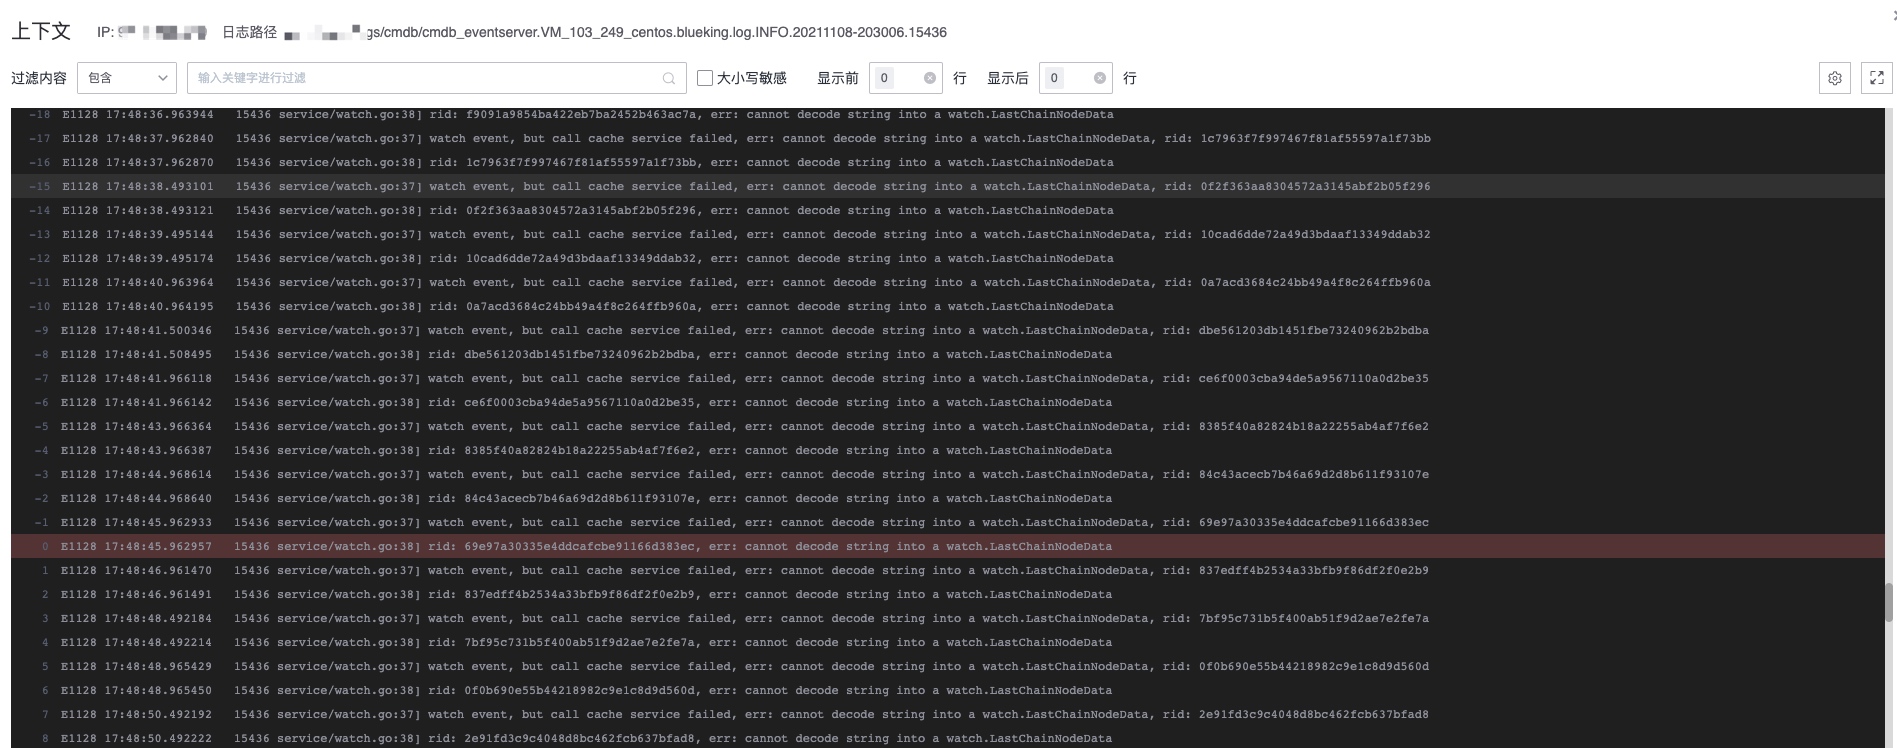 上下文 IP: 日志路径 gs/cmdb/cmdb_eventserver.VM_103_249_centos.blueking.log.INFO.20211108-203006.15436
过滤内容 包含 输入关键字进行过滤 大小写敏感 显示前 0 行 显示后 0 行
-18 E1128 17:48:36.963944 15436 service/watch.go:38] rid: f9091a9854ba422eb7ba2452b463ac7a, err: cannot decode string into a watch.LastChainNodeData
-17 E1128 17:48:37.962840 15436 service/watch.go:37] watch event, but call cache service failed, err: cannot decode string into a watch.LastChainNodeData, rid: 1c7963f7f997467f81af55597a1f73bb
-16 E1128 17:48:37.962870 15436 service/watch.go:38] rid: 1c7963f7f997467f81af55597a1f73bb, err: cannot decode string into a watch.LastChainNodeData
-15 E1128 17:48:38.493101 15436 service/watch.go:37] watch event, but call cache service failed, err: cannot decode string into a watch.LastChainNodeData, rid: 0f2f363aa8304572a3145abf2b05f296
-14 E1128 17:48:38.493121 15436 service/watch.go:38] rid: 0f2f363aa8304572a3145abf2b05f296, err: cannot decode string into a watch.LastChainNodeData
-13 E1128 17:48:39.495144 15436 service/watch.go:37] watch event, but call cache service failed, err: cannot decode string into a watch.LastChainNodeData, rid: 10cad6dde72a49d3bdaaf13349ddab32
-12 E1128 17:48:39.495174 15436 service/watch.go:38] rid: 10cad6dde72a49d3bdaaf13349ddab32, err: cannot decode string into a watch.LastChainNodeData
-11 E1128 17:48:40.963964 15436 service/watch.go:37] watch event, but call cache service failed, err: cannot decode string into a watch.LastChainNodeData, rid: 0a7acd3684c24bb49a4f8c264ffb960a
-10 E1128 17:48:40.964195 15436 service/watch.go:38] rid: 0a7acd3684c24bb49a4f8c264ffb960a, err: cannot decode string into a watch.LastChainNodeData
-9 E1128 17:48:41.500346 15436 service/watch.go:37] watch event, but call cache service failed, err: cannot decode string into a watch.LastChainNodeData, rid: dbe561203db1451fbe73240962b2bdba
-8 E1128 17:48:41.508495 15436 service/watch.go:38] rid: dbe561203db1451fbe73240962b2bdba, err: cannot decode string into a watch.LastChainNodeData
-7 E1128 17:48:41.966118 15436 service/watch.go:37] watch event, but call cache service failed, err: cannot decode string into a watch.LastChainNodeData, rid: ce6f0003cba94de5a9567110a0d2be35
-6 E1128 17:48:41.966142 15436 service/watch.go:38] rid: ce6f0003cba94de5a9567110a0d2be35, err: cannot decode string into a watch.LastChainNodeData
-5 E1128 17:48:43.966364 15436 service/watch.go:37] watch event, but call cache service failed, err: cannot decode string into a watch.LastChainNodeData, rid: 8385f40a82824b18a22255ab4af7f6e2
-4 E1128 17:48:43.966387 15436 service/watch.go:38] rid: 8385f40a82824b18a22255ab4af7f6e2, err: cannot decode string into a watch.LastChainNodeData
-3 E1128 17:48:44.968614 15436 service/watch.go:37] watch event, but call cache service failed, err: cannot decode string into a watch.LastChainNodeData, rid: 84c43acecb7b46a69d2d8b611f93107e
-2 E1128 17:48:44.968640 15436 service/watch.go:38] rid: 84c43acecb7b46a69d2d8b611f93107e, err: cannot decode string into a watch.LastChainNodeData
-1 E1128 17:48:45.962933 15436 service/watch.go:37] watch event, but call cache service failed, err: cannot decode string into a watch.LastChainNodeData, rid: 69e97a30335e4ddcafcbe91166d383ec
0 E1128 17:48:45.962957 15436 service/watch.go:38] rid: 69e97a30335e4ddcafcbe91166d383ec, err: cannot decode string into a watch.LastChainNodeData
1 E1128 17:48:46.961470 15436 service/watch.go:37] watch event, but call cache service failed, err: cannot decode string into a watch.LastChainNodeData, rid: 837edff4b2534a33bfb9f86df2f0e2b9
2 E1128 17:48:46.961491 15436 service/watch.go:38] rid: 837edff4b2534a33bfb9f86df2f0e2b9, err: cannot decode string into a watch.LastChainNodeData
3 E1128 17:48:48.492184 15436 service/watch.go:37] watch event, but call cache service failed, err: cannot decode string into a watch.LastChainNodeData, rid: 7bf95c731b5f400ab51f9d2ae7e2fe7a
4 E1128 17:48:48.492214 15436 service/watch.go:38] rid: 7bf95c731b5f400ab51f9d2ae7e2fe7a, err: cannot decode string into a watch.LastChainNodeData
5 E1128 17:48:48.965429 15436 service/watch.go:37] watch event, but call cache service failed, err: cannot decode string into a watch.LastChainNodeData, rid: 0f0b690e55b44218982c9e1c8d9d560d
6 E1128 17:48:48.965450 15436 service/watch.go:38] rid: 0f0b690e55b44218982c9e1c8d9d560d, err: cannot decode string into a watch.LastChainNodeData
7 E1128 17:48:50.492192 15436 service/watch.go:37] watch event, but call cache service failed, err: cannot decode string into a watch.LastChainNodeData, rid: 2e91fd3c9c4048d8bc462fcb637bfad8
8 E1128 17:48:50.492222 15436 service/watch.go:38] rid: 2e91fd3c9c4048d8bc462fcb637bfad8, err: cannot decode string into a watch.LastChainNodeData